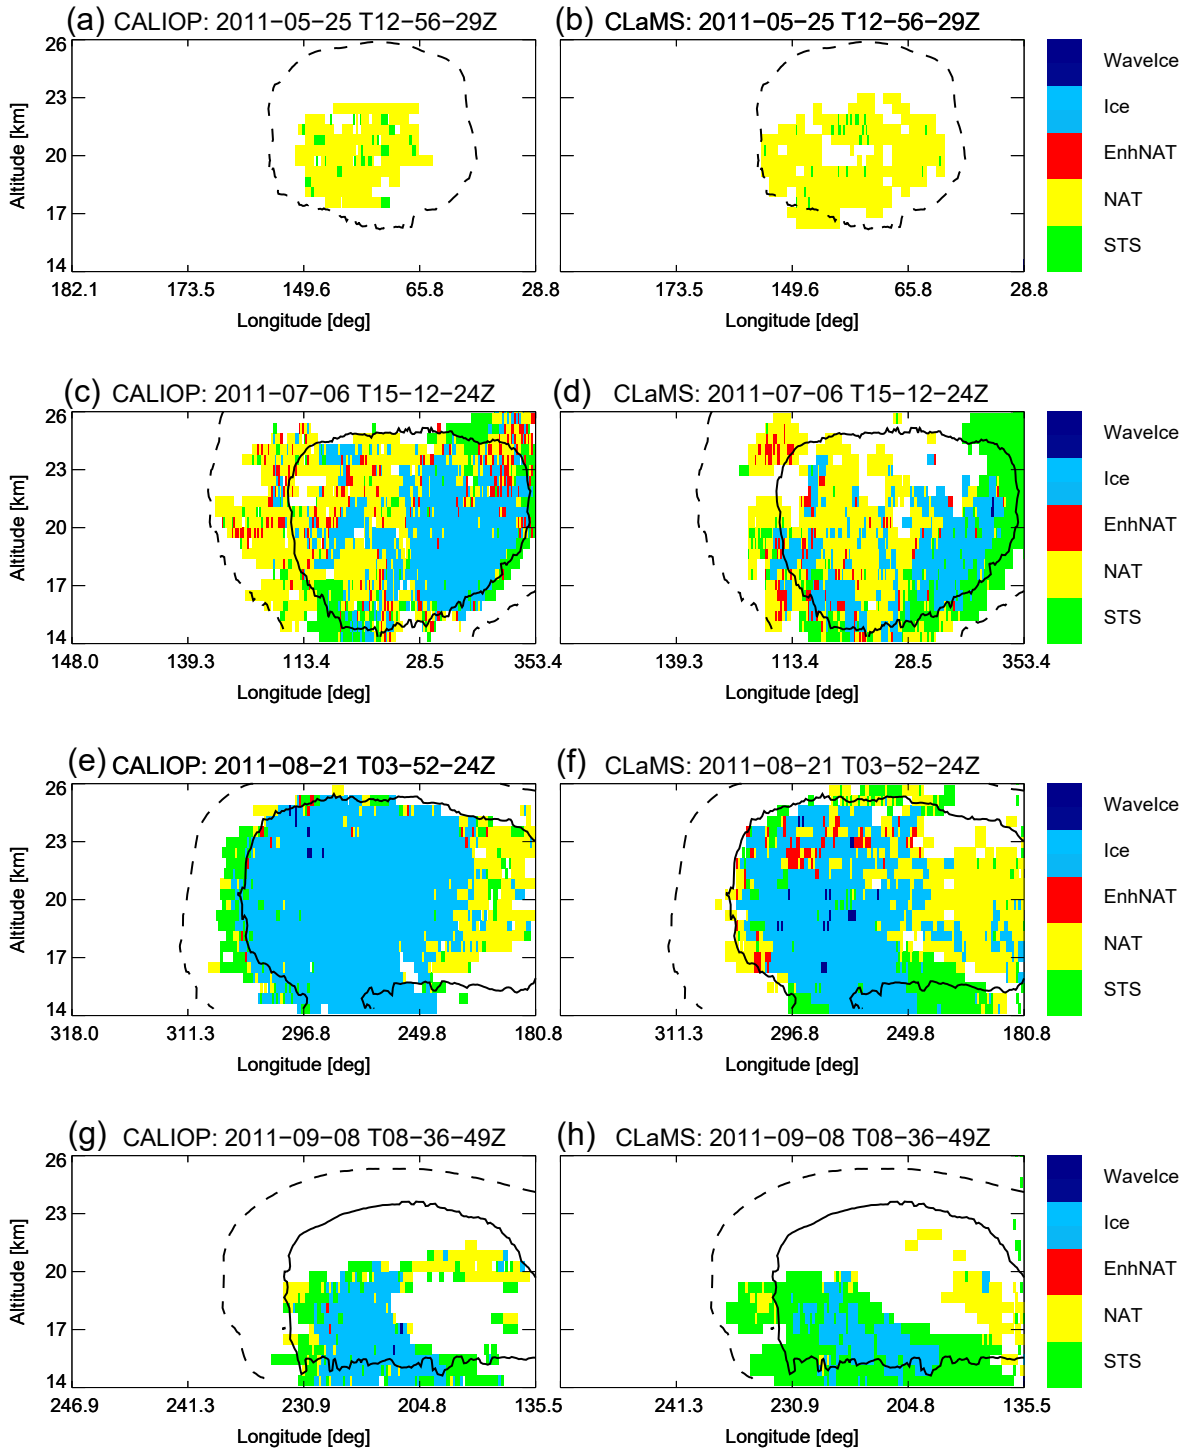 (a) CALIOP: 2011−05−25 T12−56−29Z
(b) CLaMS: 2011−05−25 T12−56−29Z
26
23
20
17
14
Altitude [km]
182.1 173.5 149.6 65.8 28.8
Longitude [deg]
173.5 149.6 65.8 28.8
Longitude [deg]
WaveIce
Ice
EnhNAT
NAT
STS
(c) CALIOP: 2011−07−06 T15−12−24Z
(d) CLaMS: 2011−07−06 T15−12−24Z
26
23
20
17
14
Altitude [km]
148.0 139.3 113.4 28.5 353.4
Longitude [deg]
139.3 113.4 28.5 353.4
Longitude [deg]
WaveIce
Ice
EnhNAT
NAT
STS
(e) CALIOP: 2011−08−21 T03−52−24Z
(f) CLaMS: 2011−08−21 T03−52−24Z
26
23
20
17
14
Altitude [km]
318.0 311.3 296.8 249.8 180.8
Longitude [deg]
311.3 296.8 249.8 180.8
Longitude [deg]
WaveIce
Ice
EnhNAT
NAT
STS
(g) CALIOP: 2011−09−08 T08−36−49Z
(h) CLaMS: 2011−09−08 T08−36−49Z
26
23
20
17
14
Altitude [km]
246.9 241.3 230.9 204.8 135.5
Longitude [deg]
241.3 230.9 204.8 135.5
Longitude [deg]
WaveIce
Ice
EnhNAT
NAT
STS